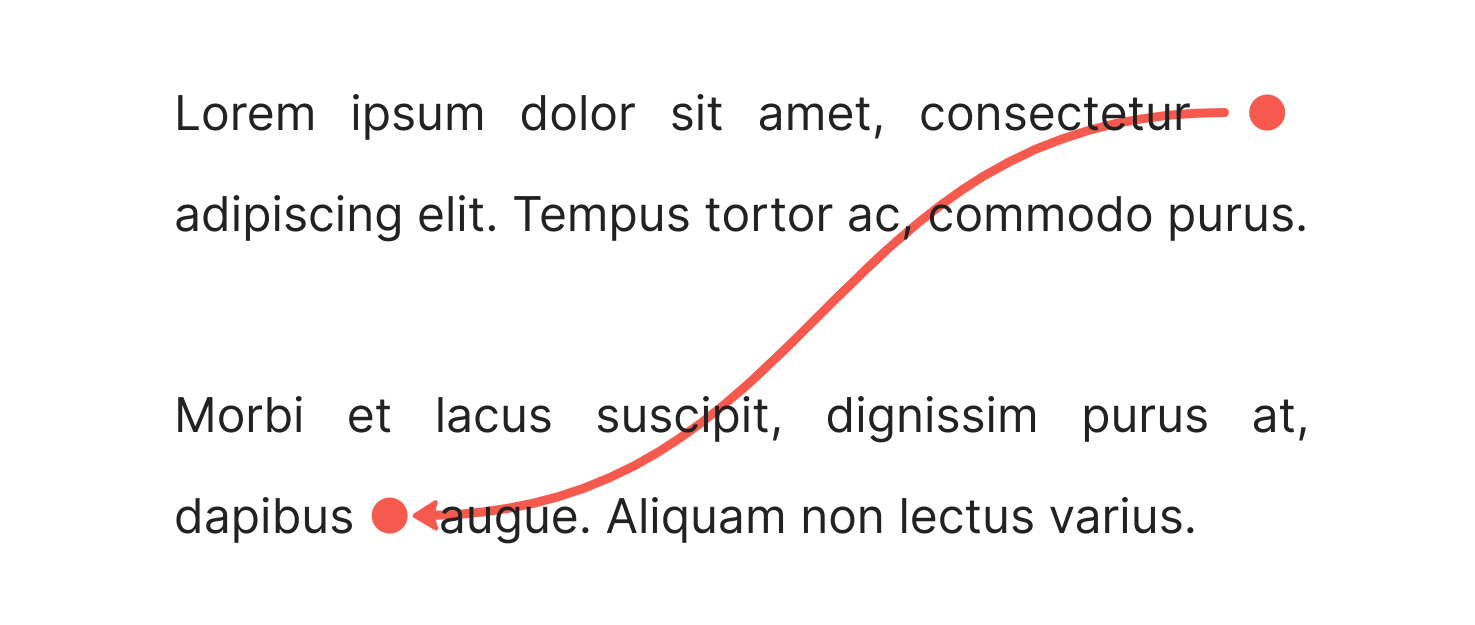 Lorem ipsum dolor sit amet, consectetur
adipiscing elit. Tempus tortor ac, commodo purus.
Morbi et lacus suscipit, dignissim purus at,
dapibus augue. Aliquam non lectus varius.